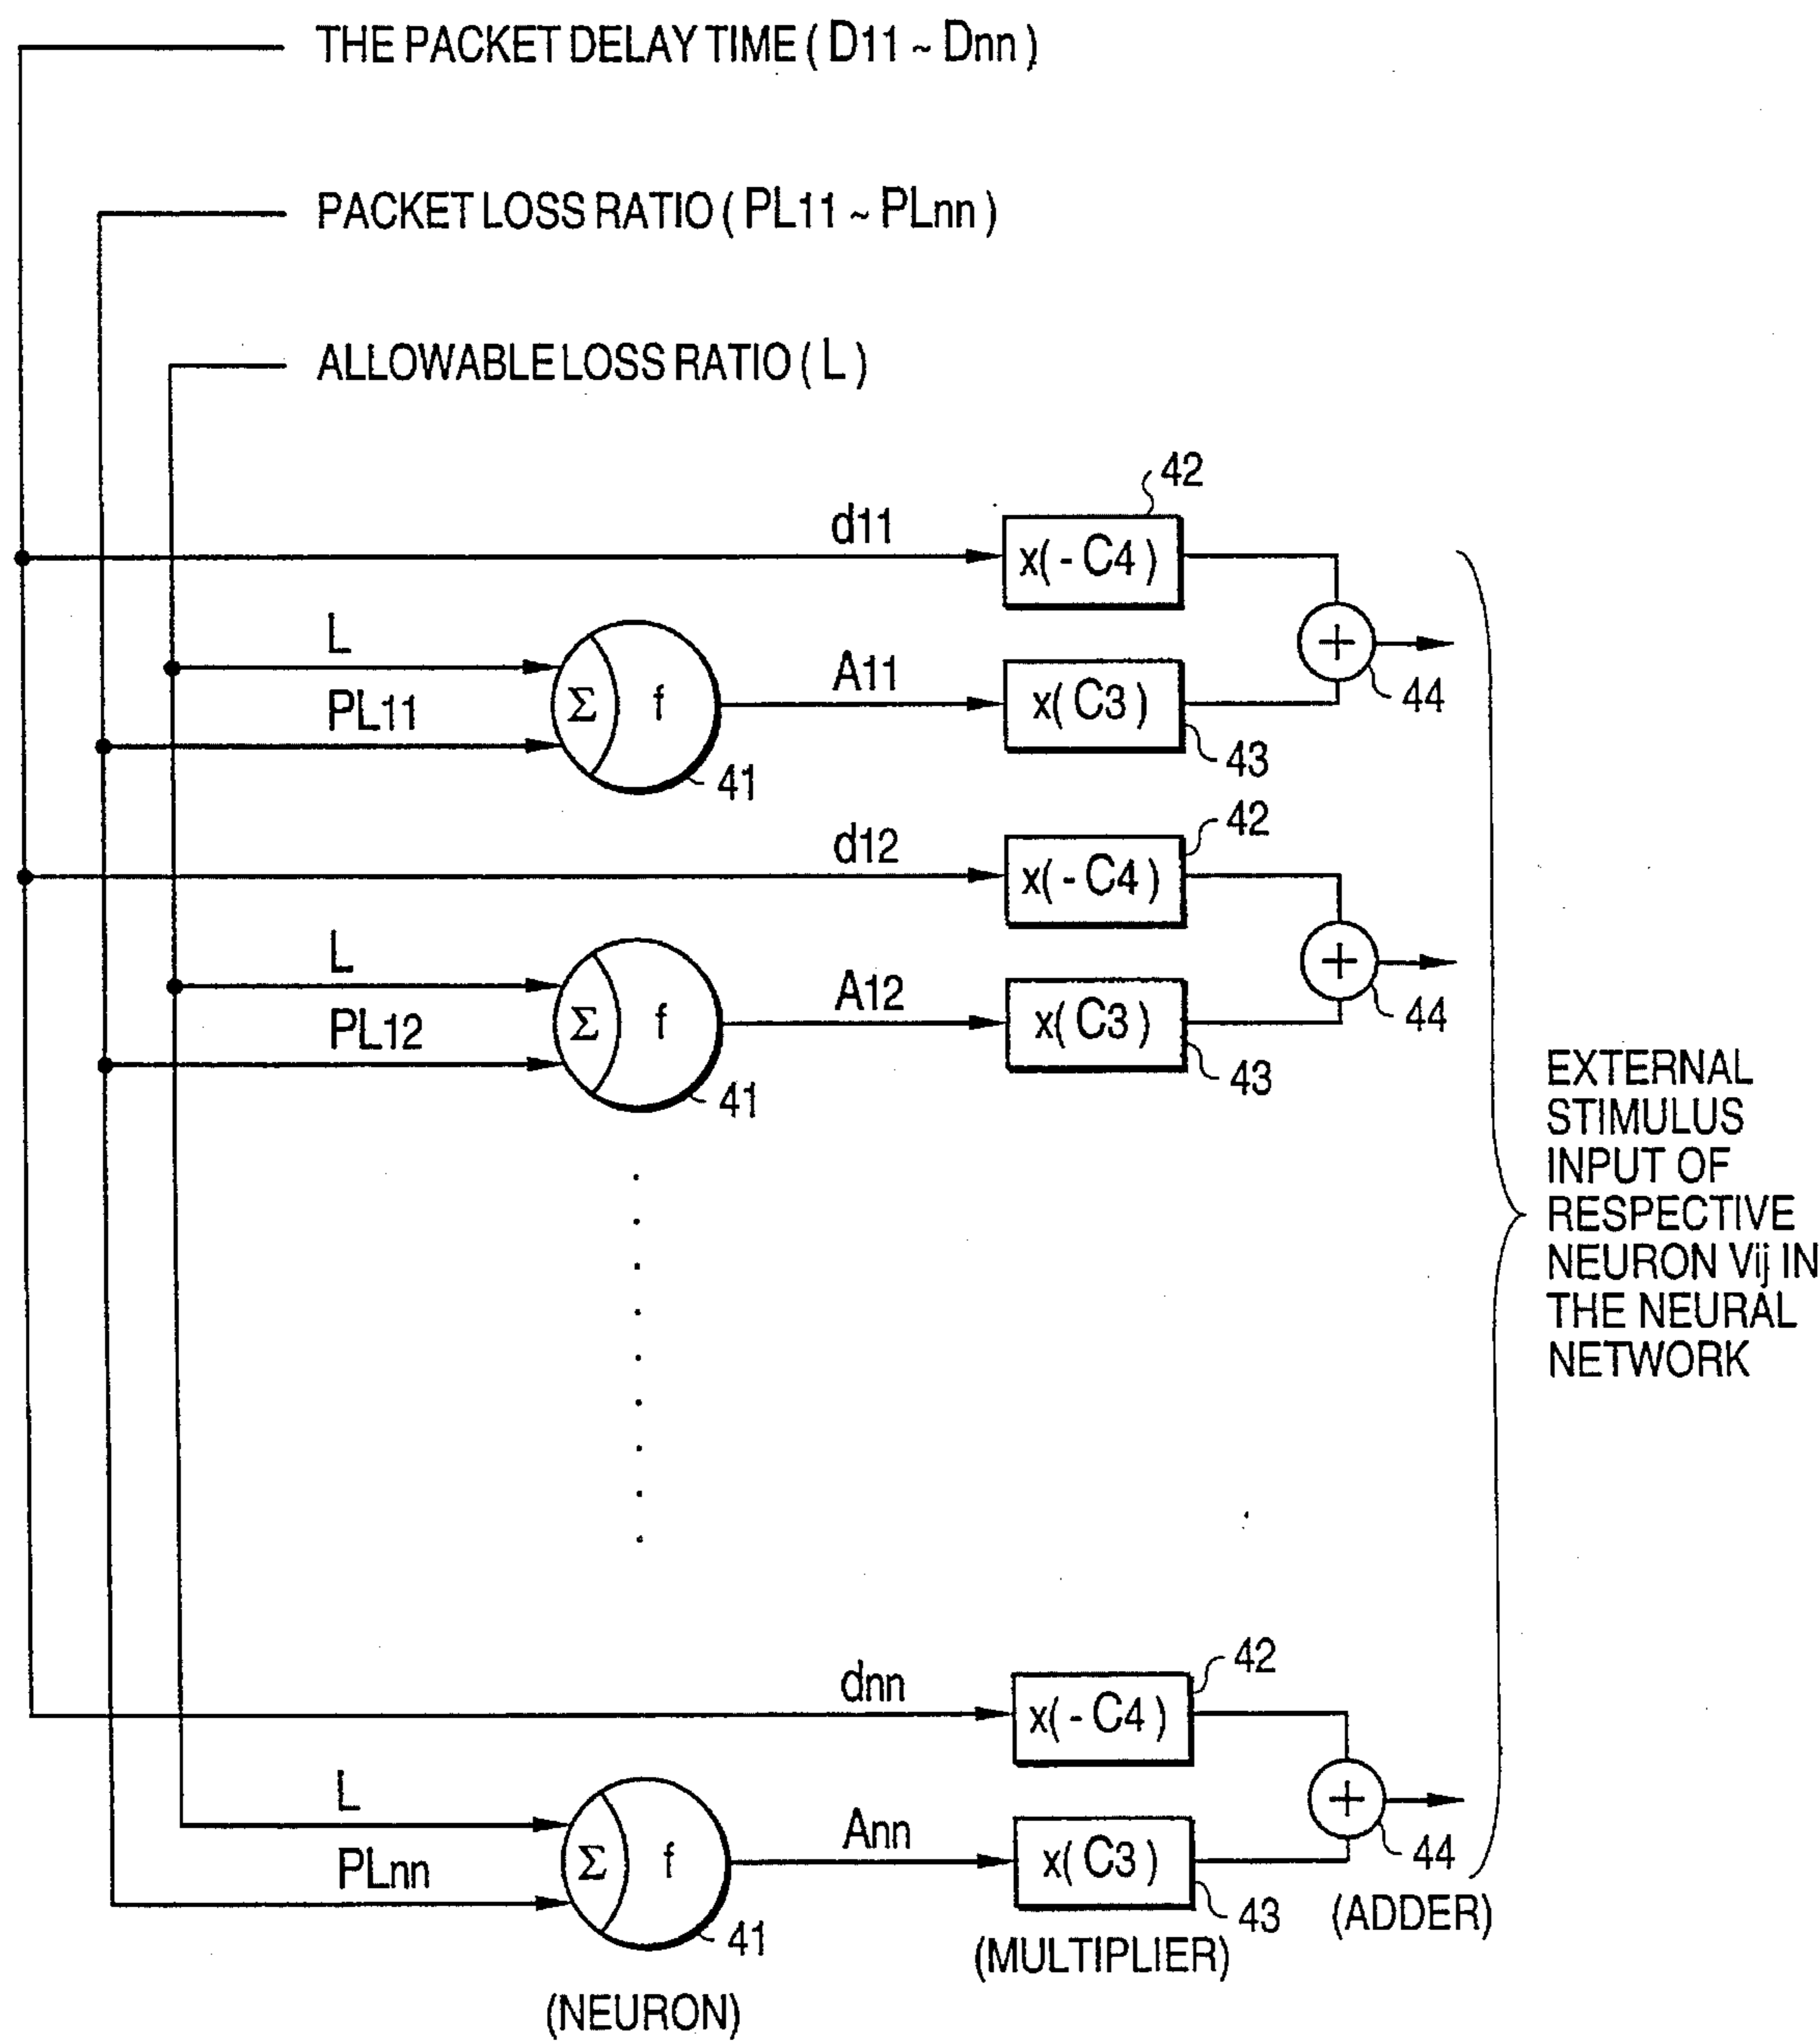 THE PACKET DELAY TIME ( D11 ~ Dnn )
PACKET LOSS RATIO ( PL11 ~ PLnn )
ALLOWABLE LOSS RATIO ( L )
42
d11
x( - C4 )
L
+
A11
44
PL11
Σ
f
x( C3 )
43
41
42
d12
x( - C4 )
L
+
A12
44
PL12
Σ
f
x( C3 )
43
41
EXTERNAL
STIMULUS
INPUT OF
RESPECTIVE
NEURON Vij IN
THE NEURAL
NETWORK
42
dnn
x( - C4 )
L
+
Ann
44
PLnn
Σ
f
x( C3 )
43
(ADDER)
41
(MULTIPLIER)
(NEURON)